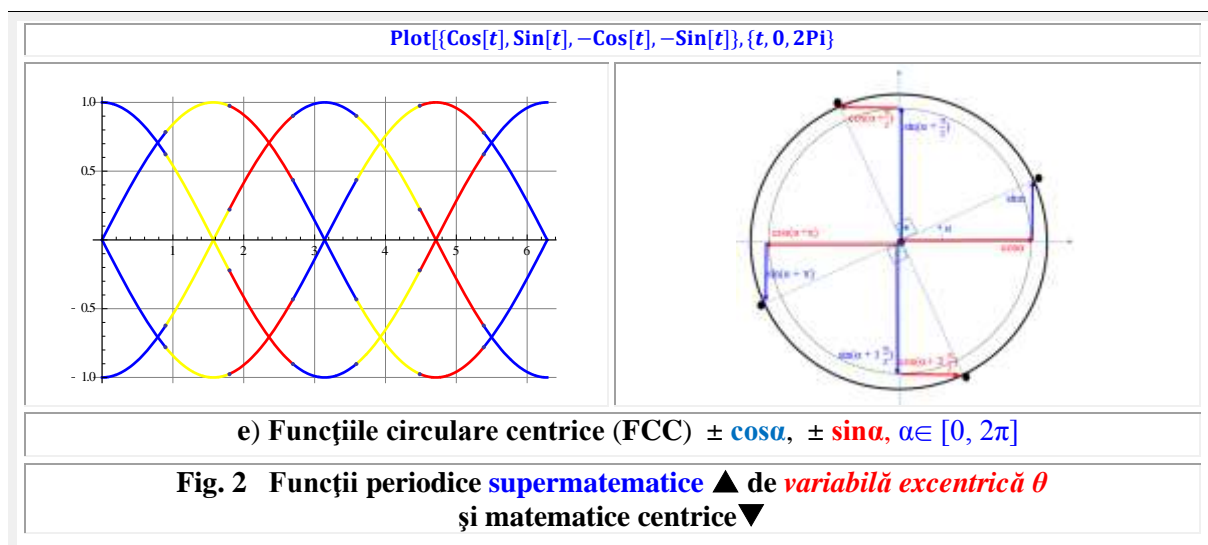 Plot[{Cos[t], Sin[t], −Cos[t], −Sin[t]}, {t, 0, 2Pi}
1.0
0.5
1 2 3 4 5 6
- 0.5
- 1.0
sin(α +
cosα
sin(α + π)
e) Funcţiile circulare centrice (FCC) ± cosα, ± sinα, α∈ [0, 2π]
Fig. 2 Funcţii periodice supermatematice ▲ de variabilă excentrică θ
şi matematice centrice▼